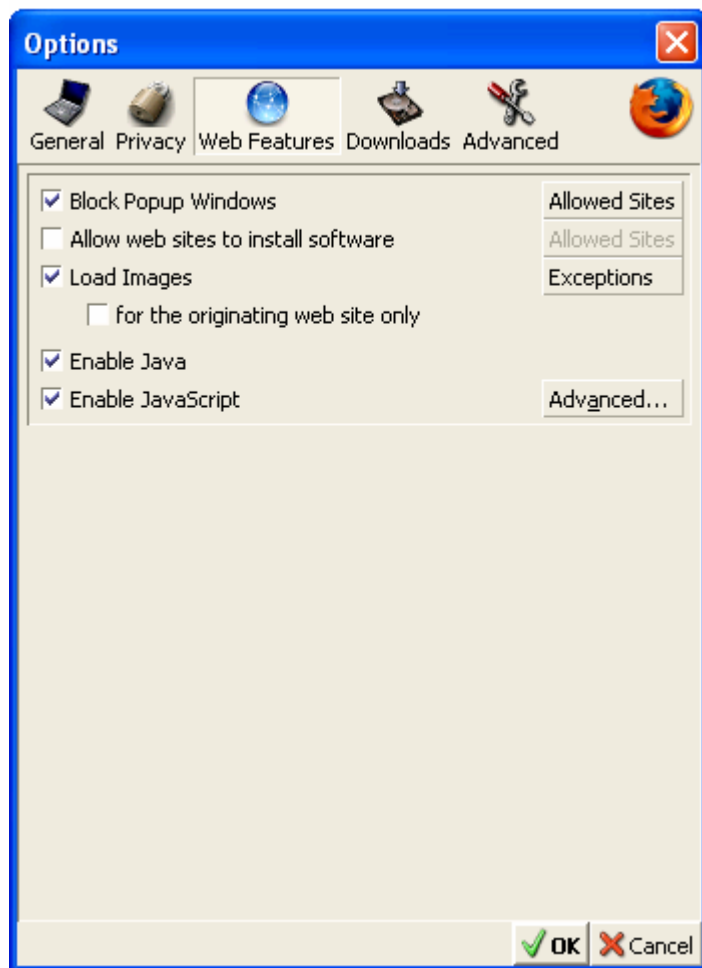 Options
General Privacy Web Features Downloads Advanced
Block Popup Windows Allowed Sites
Allow web sites to install software Allowed Sites
Load Images Exceptions
for the originating web site only
Enable Java
Enable JavaScript Advanced...
OK Cancel